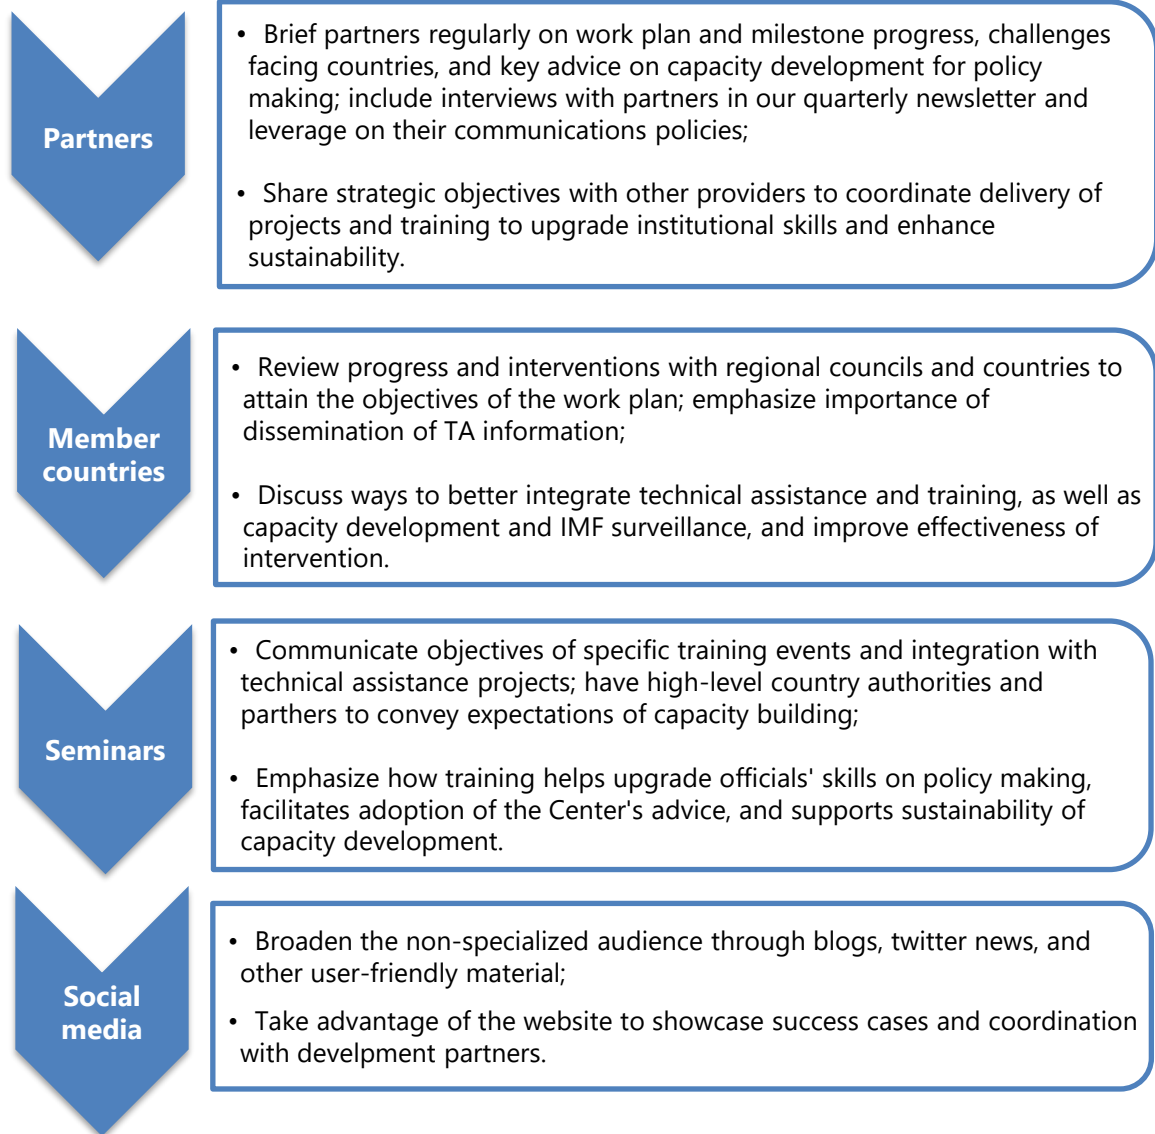 Partners
• Brief partners regularly on work plan and milestone progress, challenges
facing countries, and key advice on capacity development for policy
making; include interviews with partners in our quarterly newsletter and
leverage on their communications policies;
• Share strategic objectives with other providers to coordinate delivery of
projects and training to upgrade institutional skills and enhance
sustainability.
Member
countries
• Review progress and interventions with regional councils and countries to
attain the objectives of the work plan; emphasize importance of
dissemination of TA information;
• Discuss ways to better integrate technical assistance and training, as well as
capacity development and IMF surveillance, and improve effectiveness of
intervention.
Seminars
• Communicate objectives of specific training events and integration with
technical assistance projects; have high-level country authorities and
parthers to convey expectations of capacity building;
• Emphasize how training helps upgrade officials' skills on policy making,
facilitates adoption of the Center's advice, and supports sustainability of
capacity development.
Social
media
• Broaden the non-specialized audience through blogs, twitter news, and
other user-friendly material;
• Take advantage of the website to showcase success cases and coordination
with develpment partners.